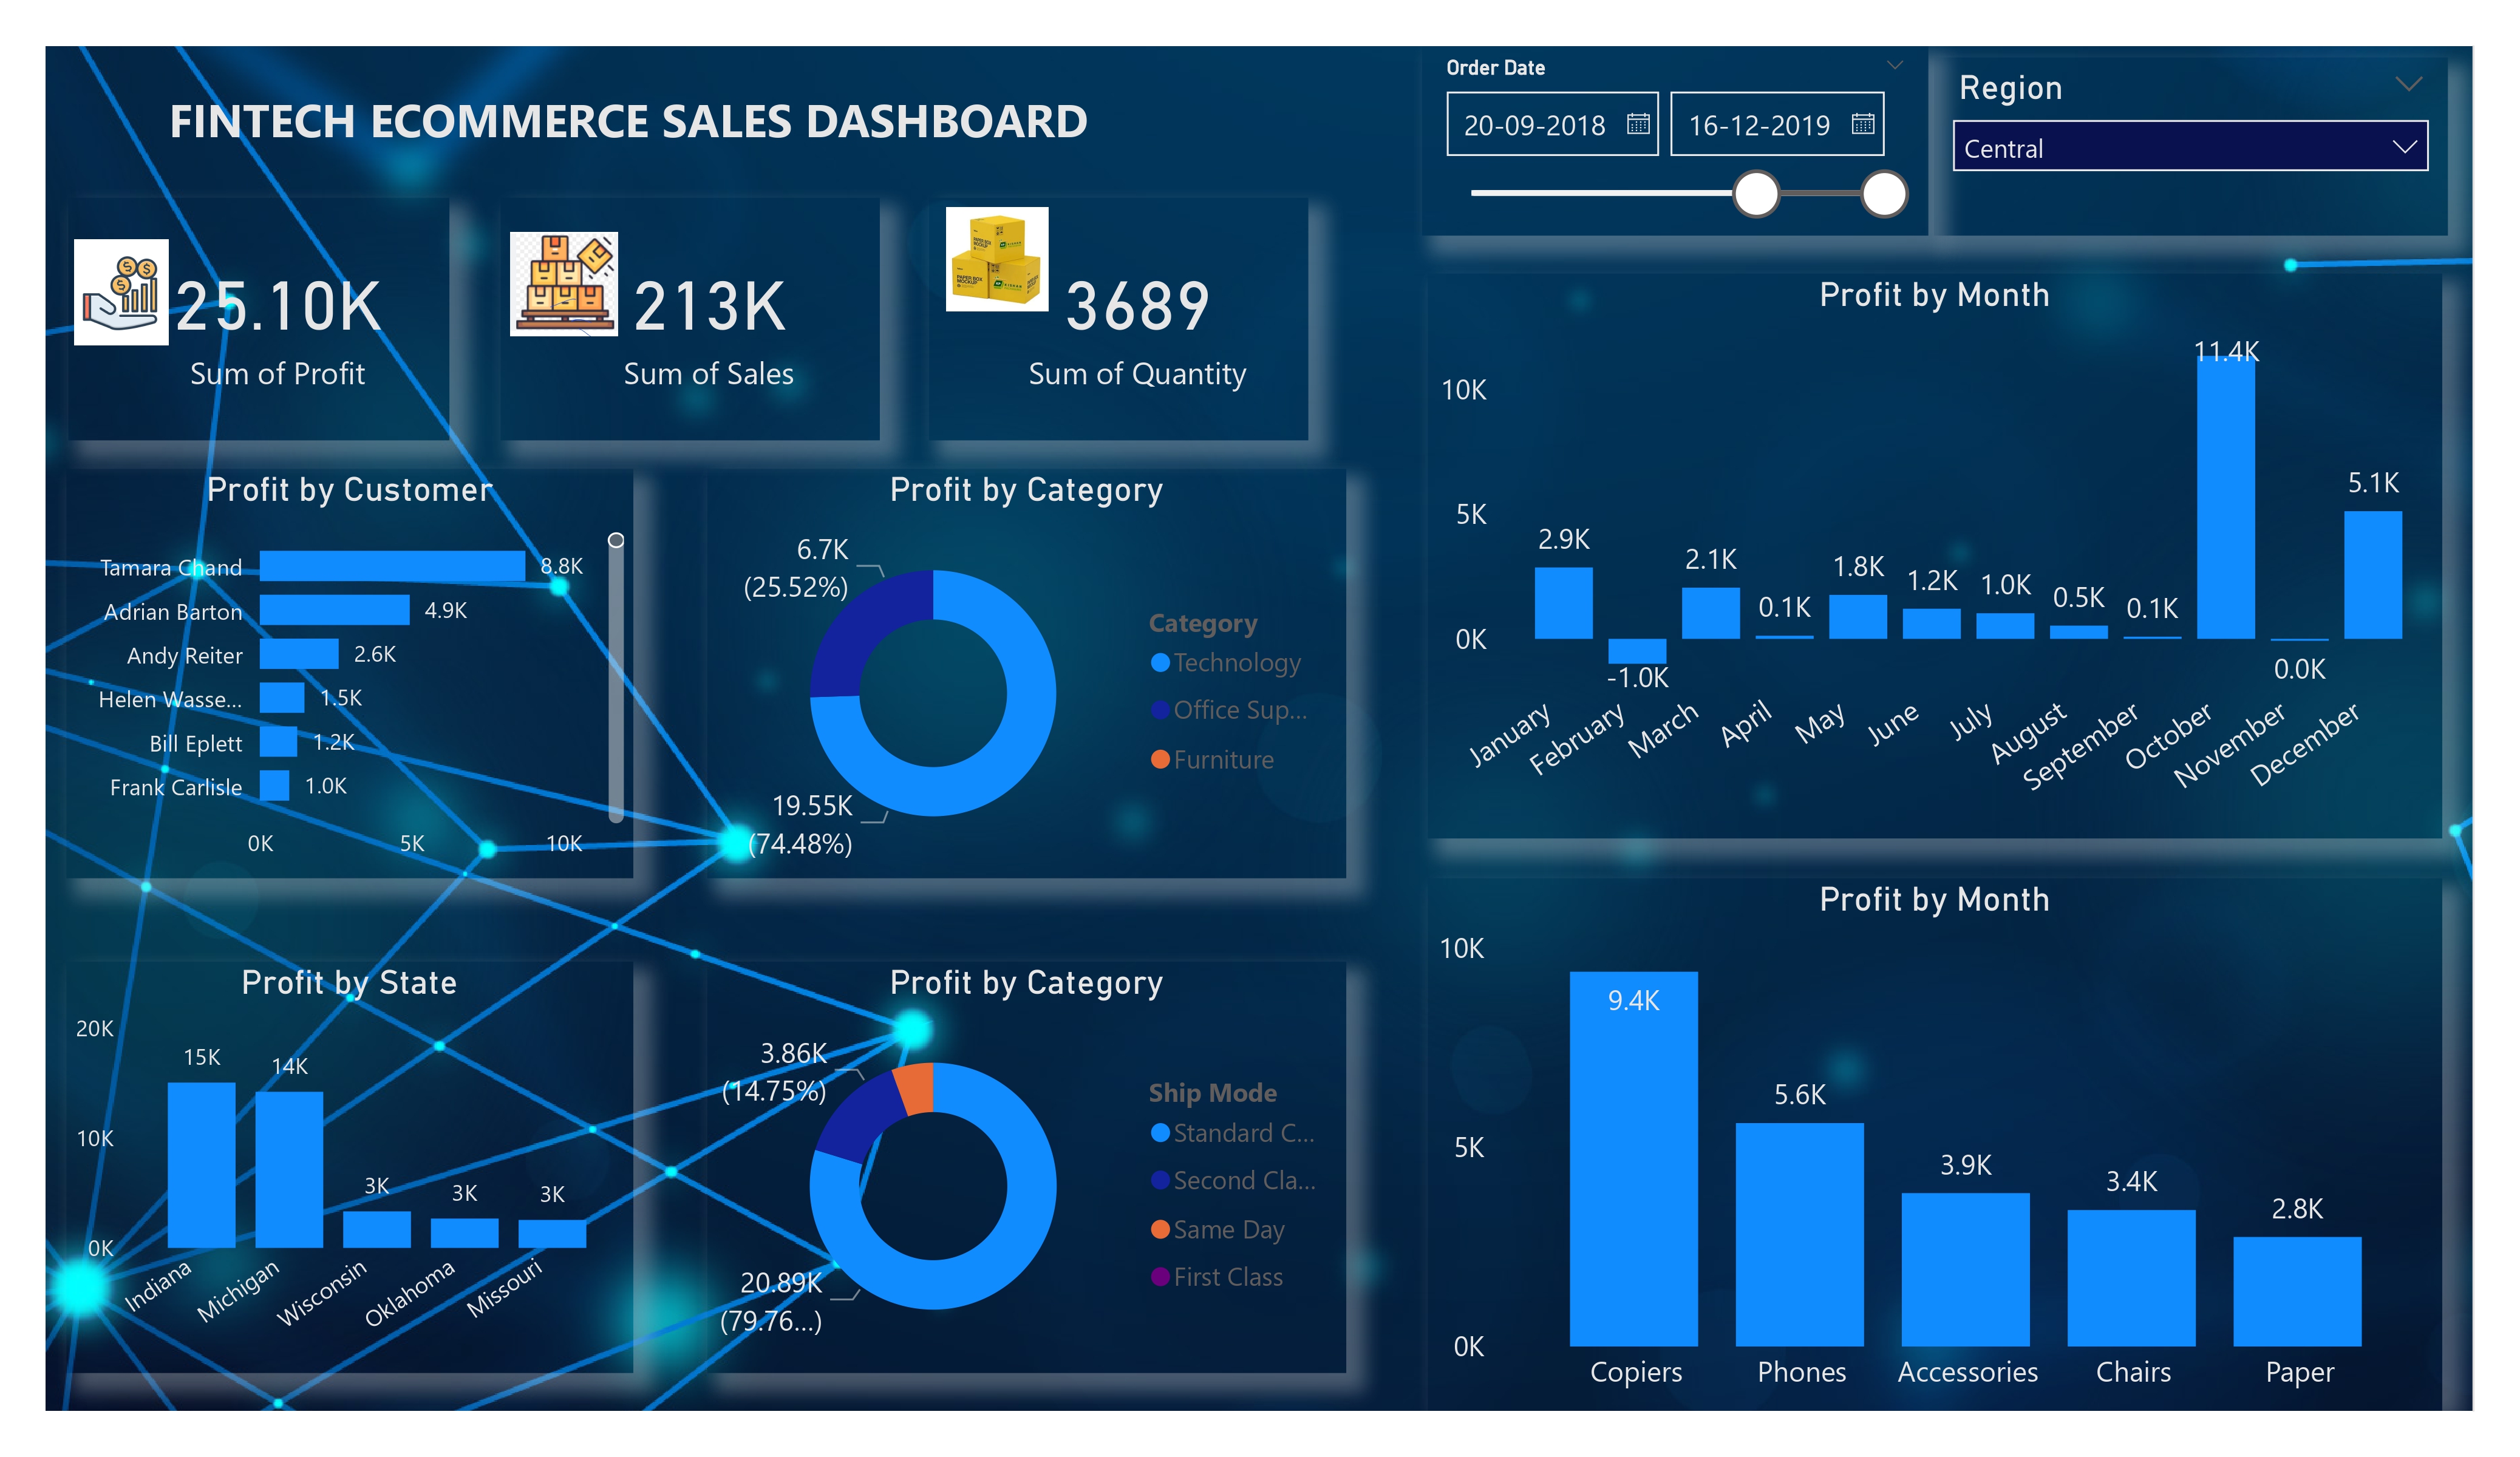 FINTECH ECOMMERCE SALES DASHBOARD
Order Date
20-09-2018
16-12-2019
Region
Central
25.10K
Sum of Profit
213K
Sum of Sales
PAPER BOX
MOCKUP
3689
Sum of Quantity
Profit by Customer
Tamara Chand
8.8K
Adrian Barton
4.9K
Andy Reiter
2.6K
Helen Wasse...
1.5K
Bill Eplett
1.2K
Frank Carlisle
1.0K
0K
5K
10K
Profit by Category
6.7K
(25.52%)
19.55K
(74.48%)
Category
Technology
Office Sup...
Furniture
Profit by Month
10K
5K
0K
2.9K
-1.0K
2.1K
0.1K
1.8K
1.2K
1.0K
0.5K
0.1K
11.4K
0.0K
5.1K
January
February
March
April
May
June
July
August
September
October
November
December
Profit by State
20K
10K
0K
15K
14K
3K
3K
3K
Indiana
Michigan
Wisconsin
Oklahoma
Missouri
Profit by Category
3.86K
(14.75%)
20.89K
(79.76...)
Ship Mode
Standard C...
Second Cla...
Same Day
First Class
Profit by Month
10K
5K
0K
9.4K
5.6K
3.9K
3.4K
2.8K
Copiers
Phones
Accessories
Chairs
Paper